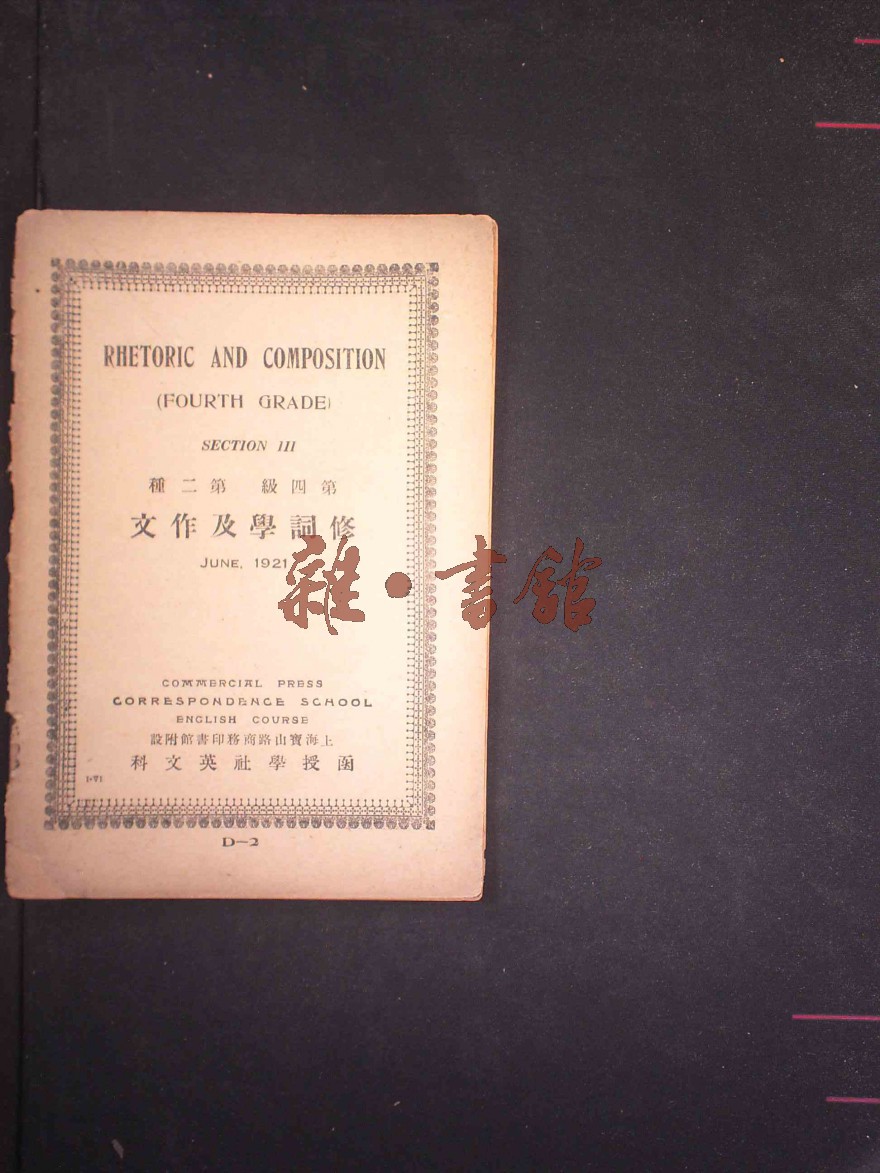 RHETORIC AND COMPOSITION
(FOURTH GRADE)
SECTION III
第四級 第二種
修詞學及作文
JUNE, 1921
雜·書館
COMMERCIAL PRESS
CORRESPONDENCE SCHOOL
ENGLISH COURSE
上海寶山路商務印書館附設
函授學社英文科
D-2